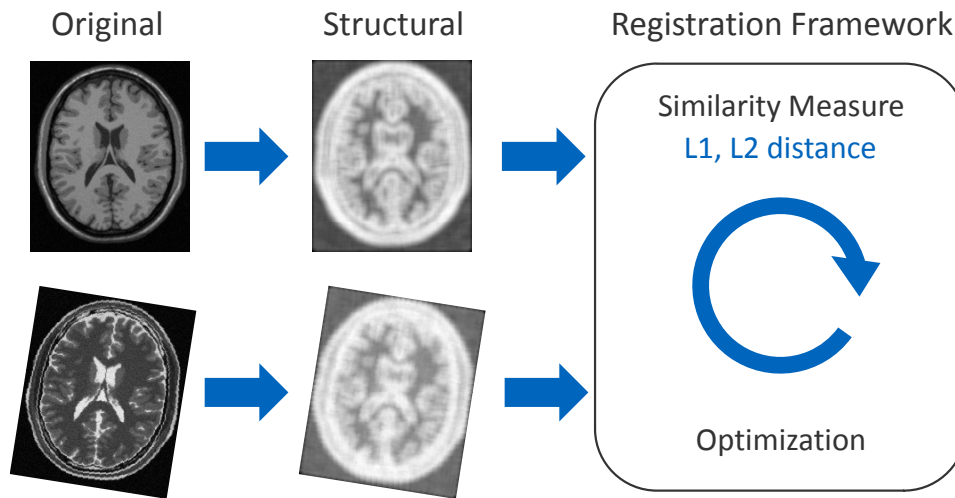 Original
Structural
Registration Framework
Similarity Measure
L1, L2 distance
Optimization